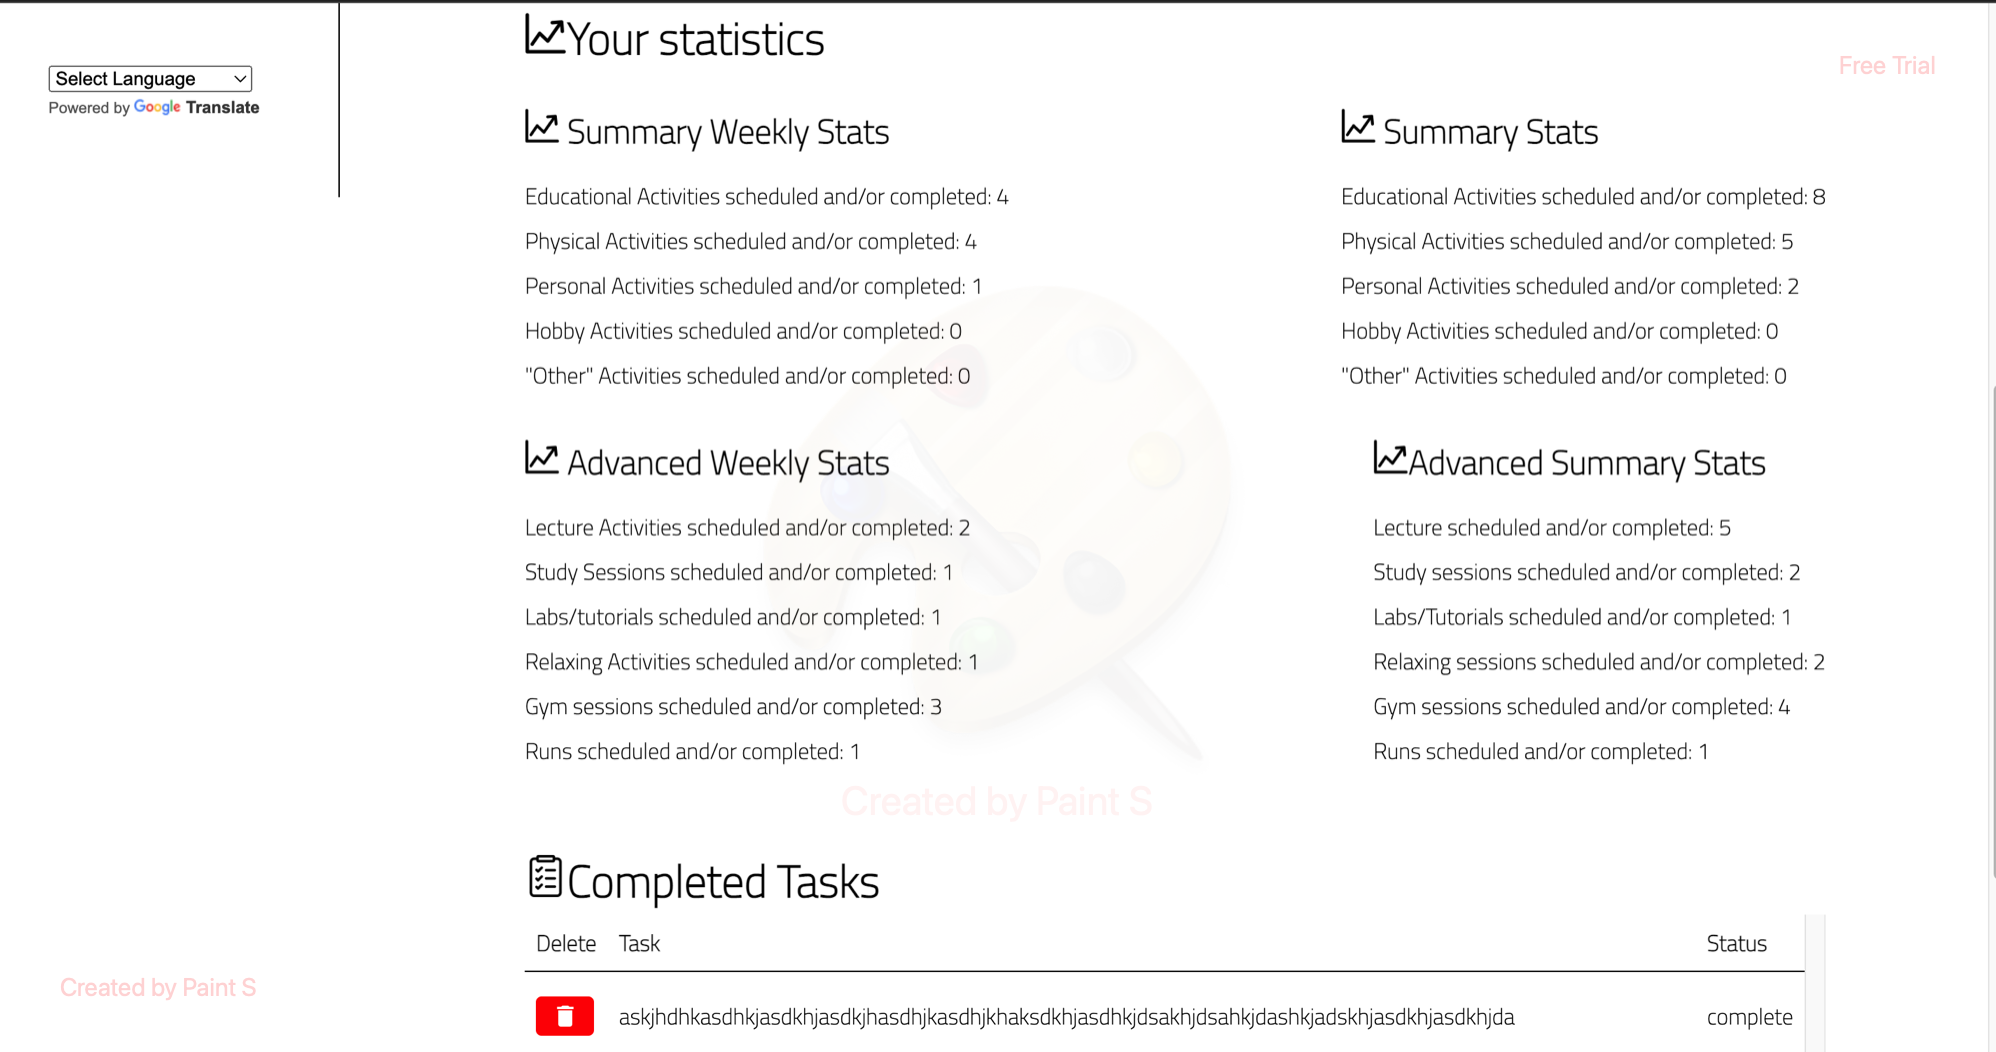 Your statistics
Select Language
Powered by Google Translate
Free Trial
Summary Weekly Stats
Educational Activities scheduled and/or completed: 4
Physical Activities scheduled and/or completed: 4
Personal Activities scheduled and/or completed: 1
Hobby Activities scheduled and/or completed: 0
"Other" Activities scheduled and/or completed: 0
Summary Stats
Educational Activities scheduled and/or completed: 8
Physical Activities scheduled and/or completed: 5
Personal Activities scheduled and/or completed: 2
Hobby Activities scheduled and/or completed: 0
"Other" Activities scheduled and/or completed: 0
Advanced Weekly Stats
Lecture Activities scheduled and/or completed: 2
Study Sessions scheduled and/or completed: 1
Labs/tutorials scheduled and/or completed: 1
Relaxing Activities scheduled and/or completed: 1
Gym sessions scheduled and/or completed: 3
Runs scheduled and/or completed: 1
Advanced Summary Stats
Lecture scheduled and/or completed: 5
Study sessions scheduled and/or completed: 2
Labs/Tutorials scheduled and/or completed: 1
Relaxing sessions scheduled and/or completed: 2
Gym sessions scheduled and/or completed: 4
Runs scheduled and/or completed: 1
Created by Paint S
Completed Tasks
Delete Task Status
Created by Paint S
askjhdhkasdhkjasdkhjasdkjhasdhjkasdhjkhaksdkhjasdhkjdsakhjdsahkjdashkjadskhjasdkhjasdkhjda complete